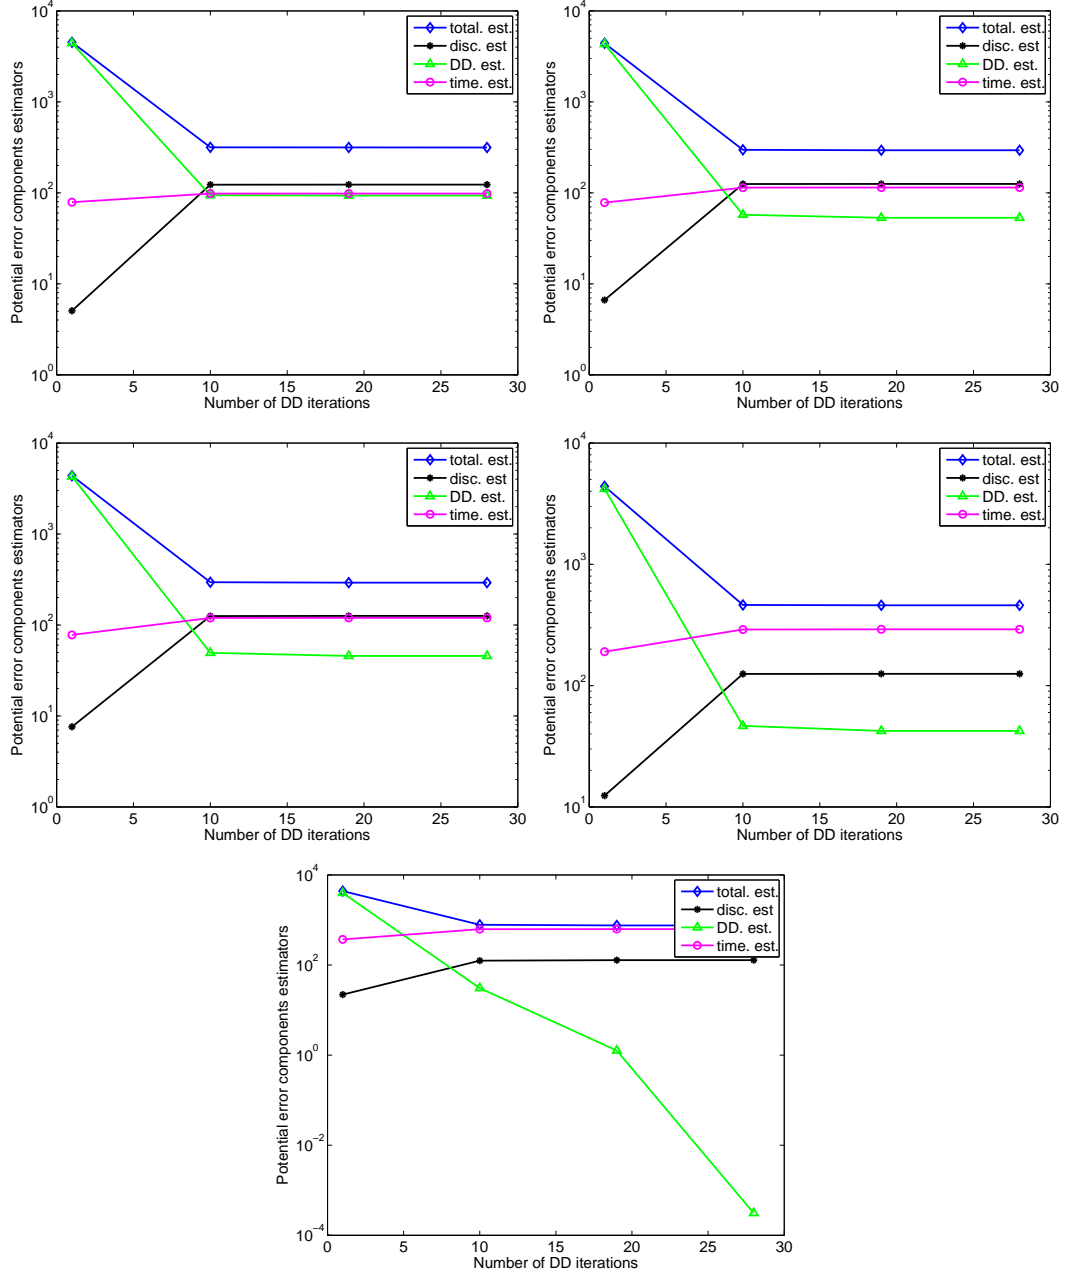 Potential error components estimators
10^4
10^3
10^2
10^1
10^0
total. est.
disc. est
DD. est.
time. est.
0 5 10 15 20 25 30
Number of DD iterations
Potential error components estimators
10^4
10^3
10^2
10^1
10^0
total. est.
disc. est
DD. est.
time. est.
0 5 10 15 20 25 30
Number of DD iterations
Potential error components estimators
10^4
10^3
10^2
10^1
10^0
total. est.
disc. est
DD. est.
time. est.
0 5 10 15 20 25 30
Number of DD iterations
Potential error components estimators
10^4
10^3
10^2
10^1
total. est.
disc. est
DD. est.
time. est.
0 5 10 15 20 25 30
Number of DD iterations
Potential error components estimators
10^4
10^2
10^0
10^−2
10^−4
total. est.
disc. est
DD. est.
time. est.
0 5 10 15 20 25 30
Number of DD iterations